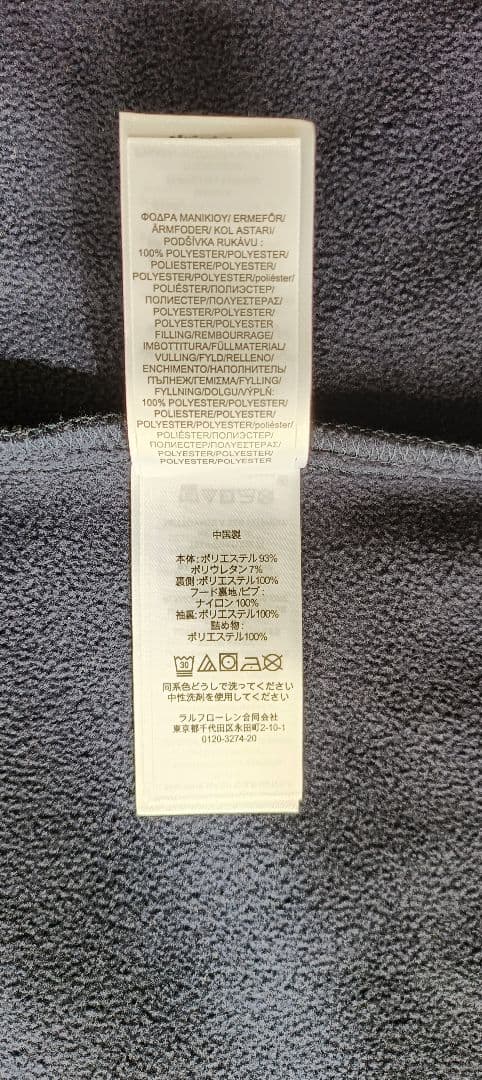 ΦΟΔΡΑ ΜΑΝΙΚΙΟΥ/ ERMEFÔR/
ÄRMFODER/ KOL ASTARI/
PODŠÍVKA RUKÁVU :
100% POLYESTER/POLYESTER/
POLIESTERE/POLYESTER/
POLYESTER/POLYESTER/poliéster/
POLIÉSTER/ПОЛИЭСТЕР/
ПОЛИЕСТЕР/ΠΟΛΥΕΣΤΕΡΑΣ/
POLYESTER/POLYESTER/
POLYESTER/POLYESTER
FILLING/REMBOURRAGE/
IMBOTTITURA/FÜLLMATERIAL/
VULLING/FYLD/RELLENO/
ENCHIMENTO/НАПОЛНИТЕЛЬ/
ПЪЛНЕЖ/ΓΕΜΙΣΜΑ/FYLLING/
FYLLNING/DOLGU/VÝPLŇ:
100% POLYESTER/POLYESTER/
POLIESTERE/POLYESTER/
POLYESTER/POLYESTER/poliéster/
POLIÉSTER/ПОЛИЭСТЕР/
ПОЛИЕСТЕР/ΠΟΛΥΕΣΤΕΡΑΣ/
POLYESTER/POLYESTER/
POLYESTER/POLYESTER
中国製
本体:ポリエステル93%
ポリウレタン7%
裏側:ポリエステル100%
フード裏地/ビブ:
ナイロン100%
袖裏:ポリエステル100%
詰め物:
ポリエステル100%
30
同系色どうしで洗ってください
中性洗剤を使用してください
ラルフローレン合同会社
東京都千代田区永田町2-10-1
0120-3274-20